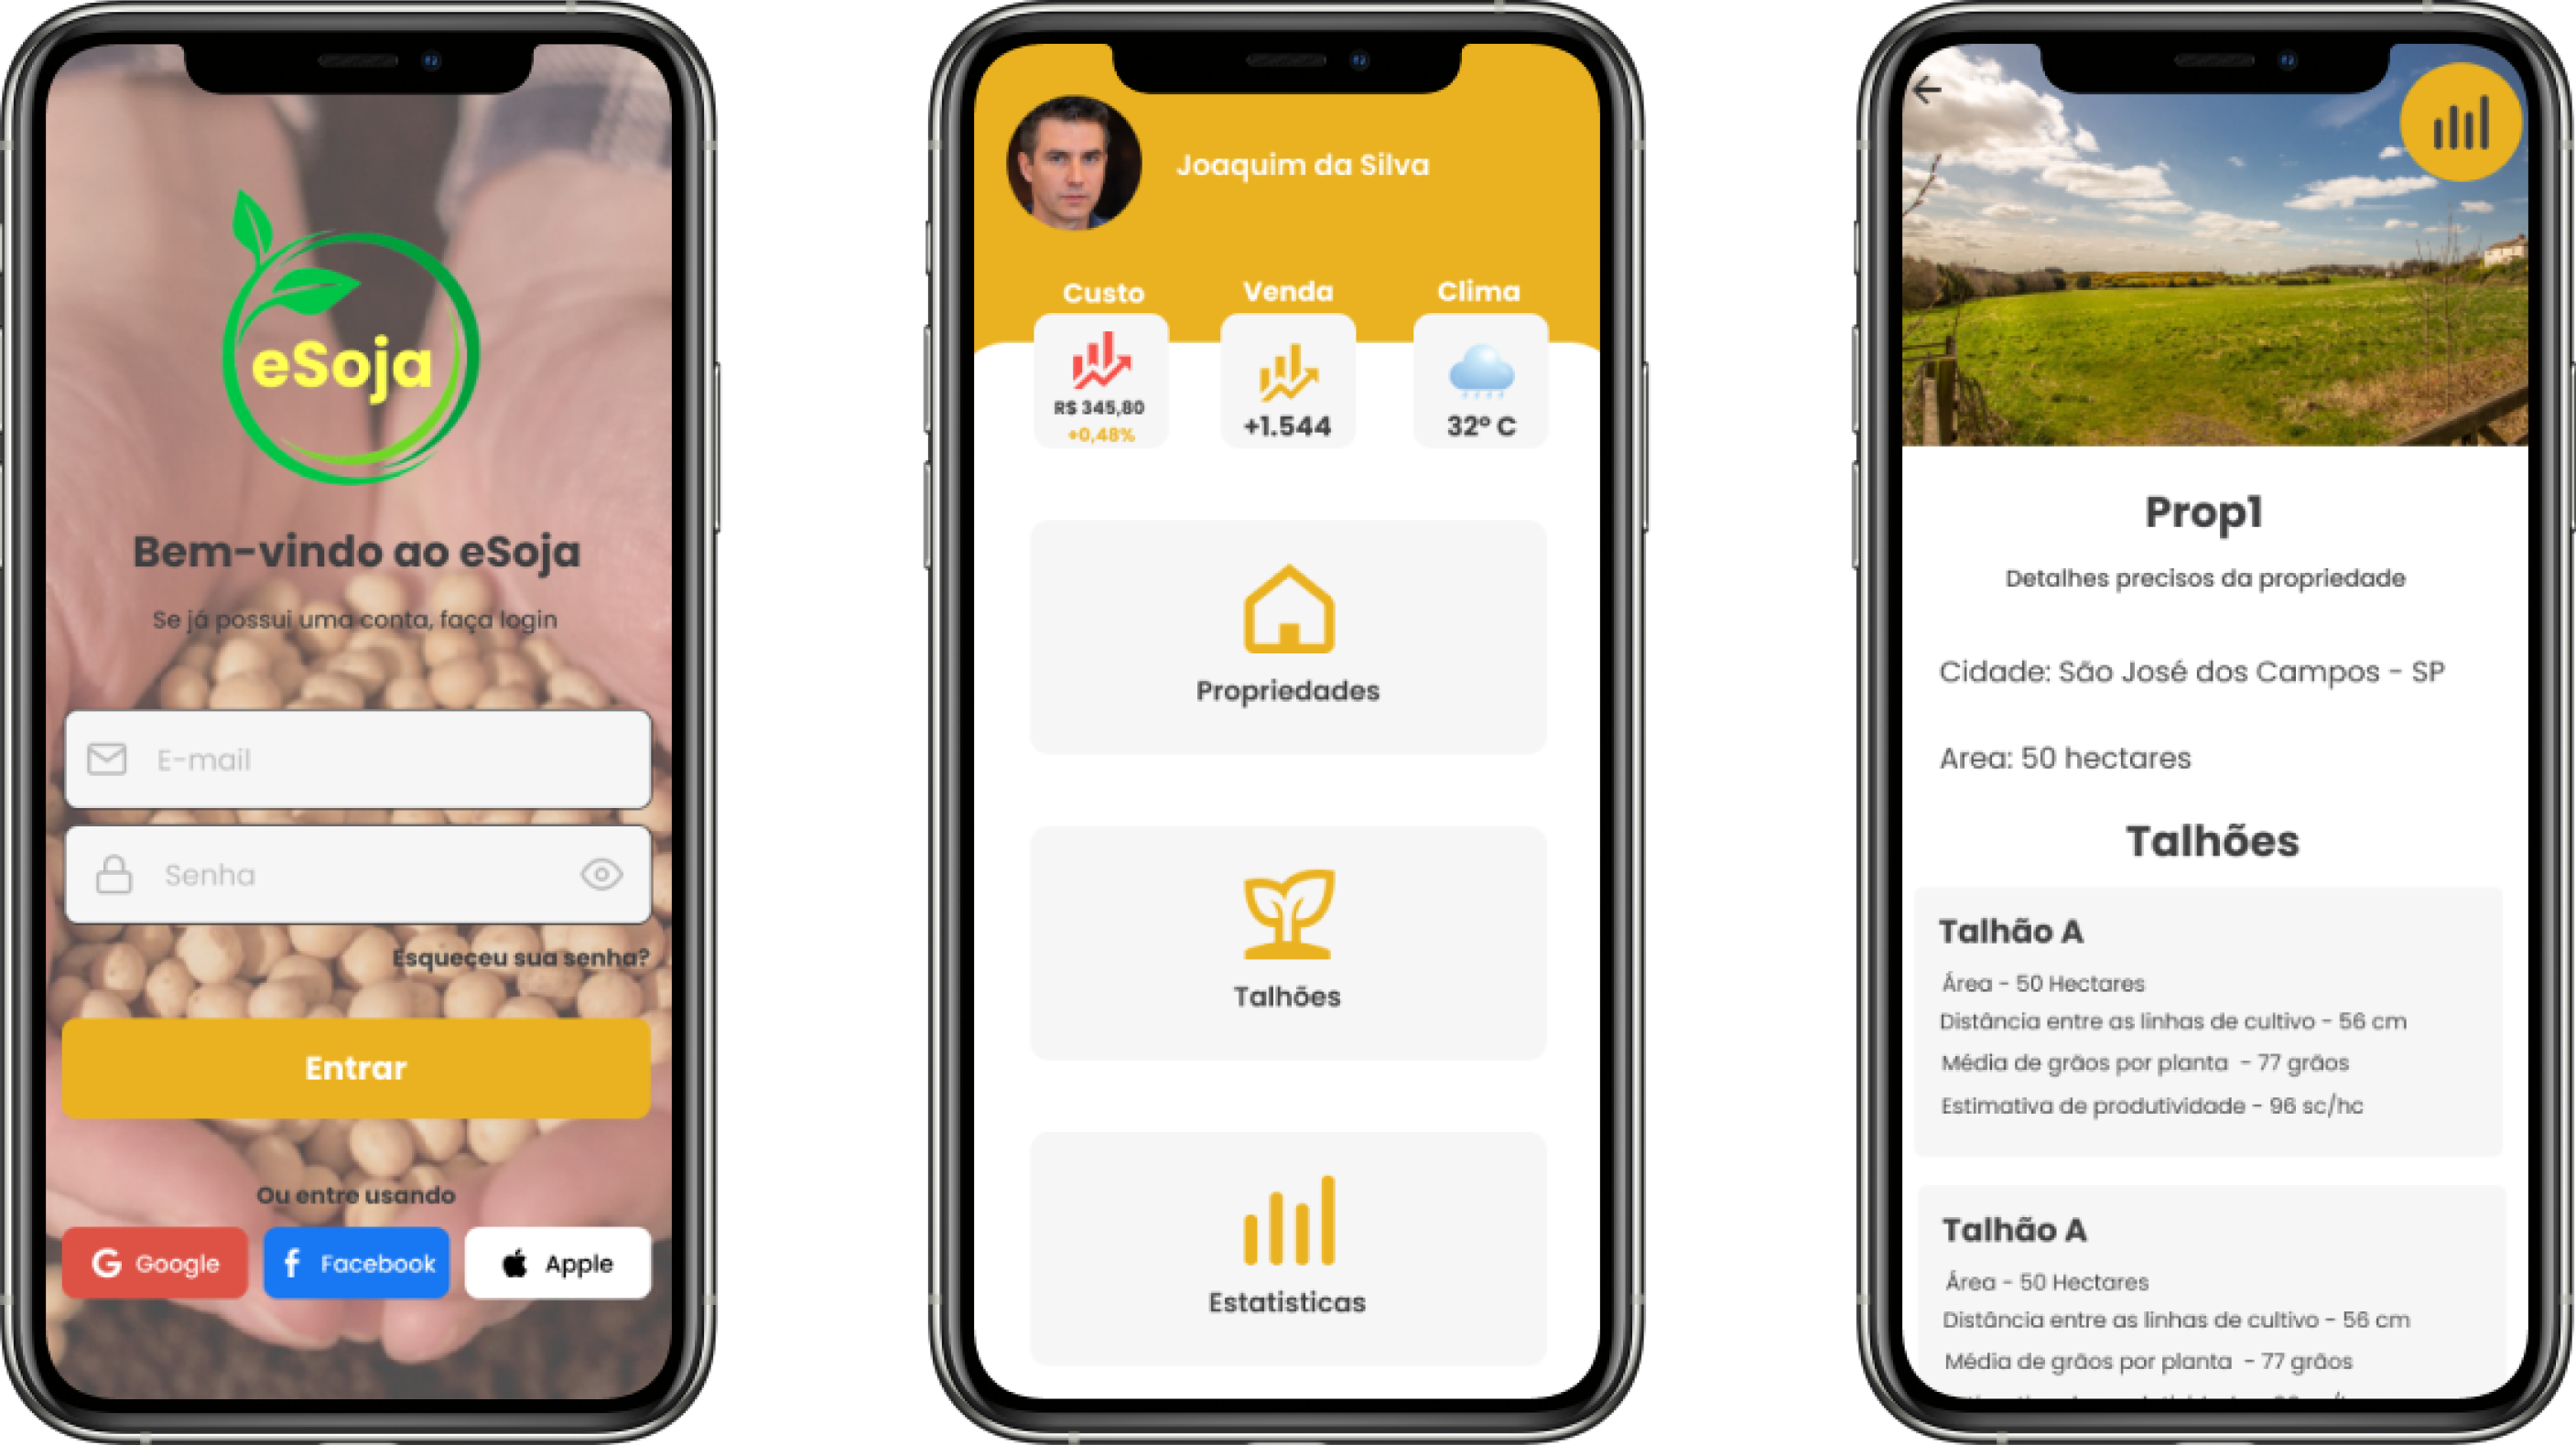 eSoja
Bem-vindo ao eSoja
Se já possui uma conta, faça login
E-mail
Senha
Esqueceu sua senha?
Entrar
Ou entre usando
Google
Facebook
Apple
Joaquim da Silva
Custo
R$ 345,80
+0,48%
Venda
+1.544
Clima
32º C
Propriedades
Talhões
Estatisticas
Prop1
Detalhes precisos da propriedade
Cidade: São José dos Campos - SP
Area: 50 hectares
Talhões
Talhão A
Área - 50 Hectares
Distância entre as linhas de cultivo - 56 cm
Média de grãos por planta - 77 grãos
Estimativa de produtividade - 96 sc/hc
Talhão A
Área - 50 Hectares
Distância entre as linhas de cultivo - 56 cm
Média de grãos por planta - 77 grãos